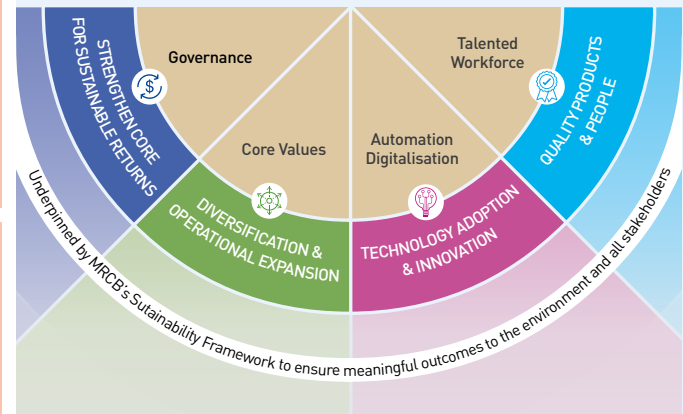 Governance
Core Values
Automation
Digitalisation
Talented
Workforce
STRENGTHEN CORE
FOR SUSTAINABLE RETURNS
DIVERSIFICATION &
OPERATIONAL EXPANSION
TECHNOLOGY ADOPTION
& INNOVATION
QUALITY PRODUCTS
& PEOPLE
Underpinned by MRCB's Sutainability Framework to ensure meaningful outcomes to the environment and all stakeholders
$